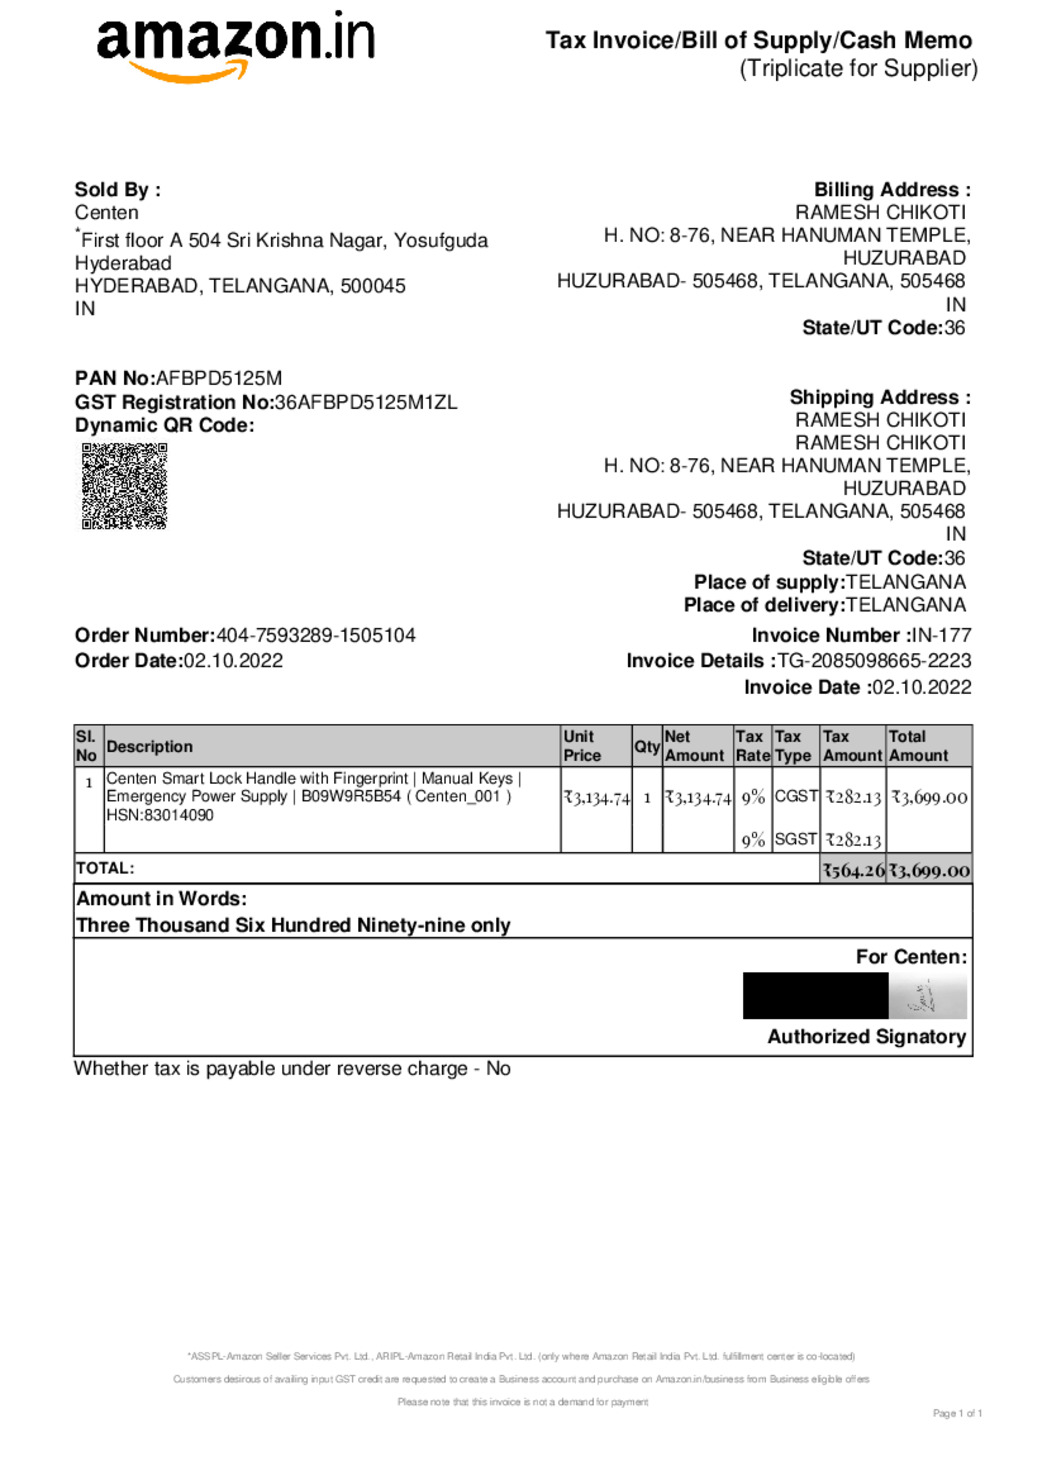 amazon.in
Tax Invoice/Bill of Supply/Cash Memo
(Triplicate for Supplier)
Sold By :
Centen
*First floor A 504 Sri Krishna Nagar, Yosufguda
Hyderabad
HYDERABAD, TELANGANA, 500045
IN
Billing Address :
RAMESH CHIKOTI
H. NO: 8-76, NEAR HANUMAN TEMPLE,
HUZURABAD
HUZURABAD- 505468, TELANGANA, 505468
IN
State/UT Code:36
PAN No:AFBPD5125M
GST Registration No:36AFBPD5125M1ZL
Dynamic QR Code:
Shipping Address :
RAMESH CHIKOTI
RAMESH CHIKOTI
H. NO: 8-76, NEAR HANUMAN TEMPLE,
HUZURABAD
HUZURABAD- 505468, TELANGANA, 505468
IN
State/UT Code:36
Place of supply:TELANGANA
Place of delivery:TELANGANA
Order Number:404-7593289-1505104
Order Date:02.10.2022
Invoice Number :IN-177
Invoice Details :TG-2085098665-2223
Invoice Date :02.10.2022
Sl. No Description Unit Price Qty Net Amount Tax Rate Tax Type Tax Amount Total Amount
1 Centen Smart Lock Handle with Fingerprint | Manual Keys |
Emergency Power Supply | B09W9R5B54 ( Centen_001 ) ₹3,134.74 1 ₹3,134.74 9% CGST ₹282.13 ₹3,699.00
HSN:83014090
9% SGST ₹282.13
TOTAL: ₹564.26 ₹3,699.00
Amount in Words:
Three Thousand Six Hundred Ninety-nine only
For Centen:
Authorized Signatory
Whether tax is payable under reverse charge - No
*ASSPL-Amazon Seller Services Pvt. Ltd., ARIPL-Amazon Retail India Pvt. Ltd. (only where Amazon Retail India Pvt. Ltd. fulfillment center is co-located)
Customers desirous of availing input GST credit are requested to create a Business account and purchase on Amazon.in/business from Business eligible offers
Please note that this invoice is not a demand for payment
Page 1 of 1